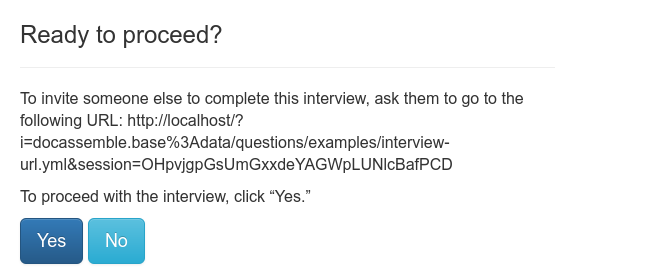 Ready to proceed?
To invite someone else to complete this interview, ask them to go to the
following URL: http://localhost/?
i=docassemble.base%3Adata/questions/examples/interview-
url.yml&session=OHpvjgpGsUmGxxdeYAGWpLUNlcBafPCD
To proceed with the interview, click “Yes.”
Yes No